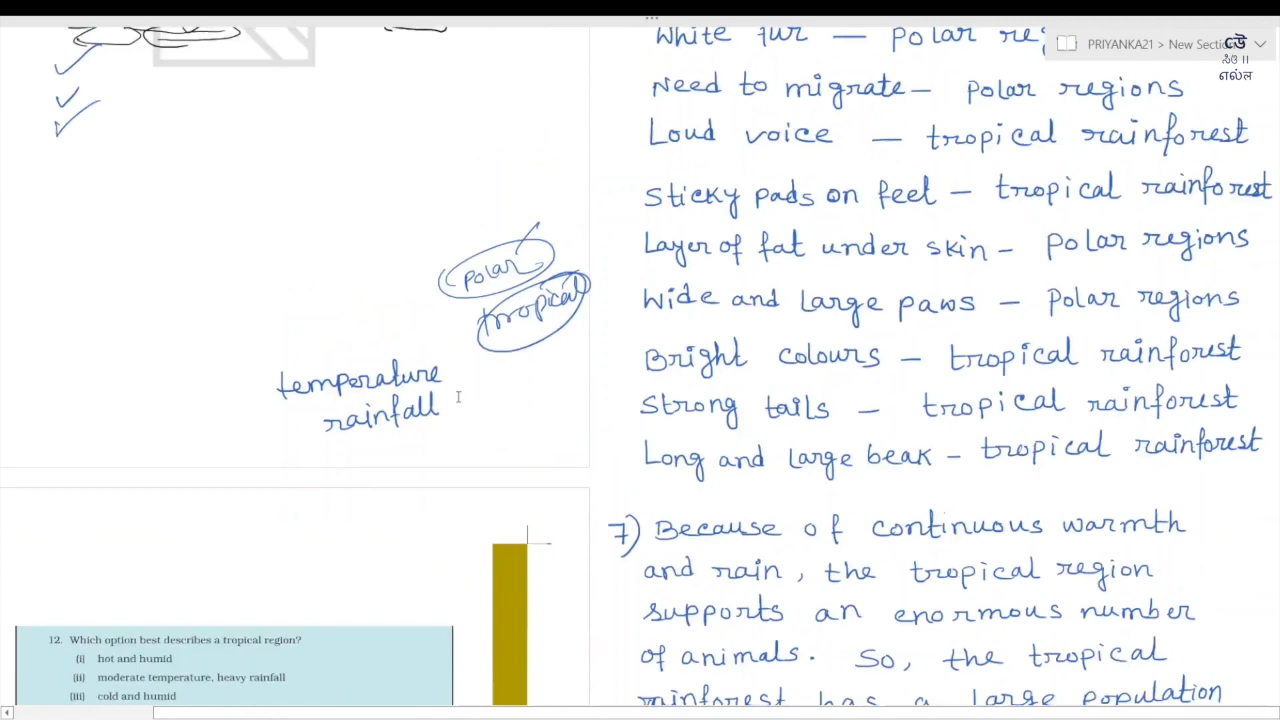 White fur — polar
PRIYANKA21 > New Section
Need to migrate – polar regions
Loud voice — tropical rainforest
Sticky pads on feet – tropical rainforest
Layer of fat under skin – polar regions
Wide and large paws – polar regions
Bright colours – tropical rainforest
Strong tails – tropical rainforest
Long and large beak – tropical rainforest
7) Because of continuous warmth
and rain, the tropical region
supports an enormous number
of animals. So, the tropical
rainforest has a large population
polar
tropical
temperature
rainfall
12. Which option best describes a tropical region?
(i) hot and humid
(ii) moderate temperature, heavy rainfall
(iii) cold and humid